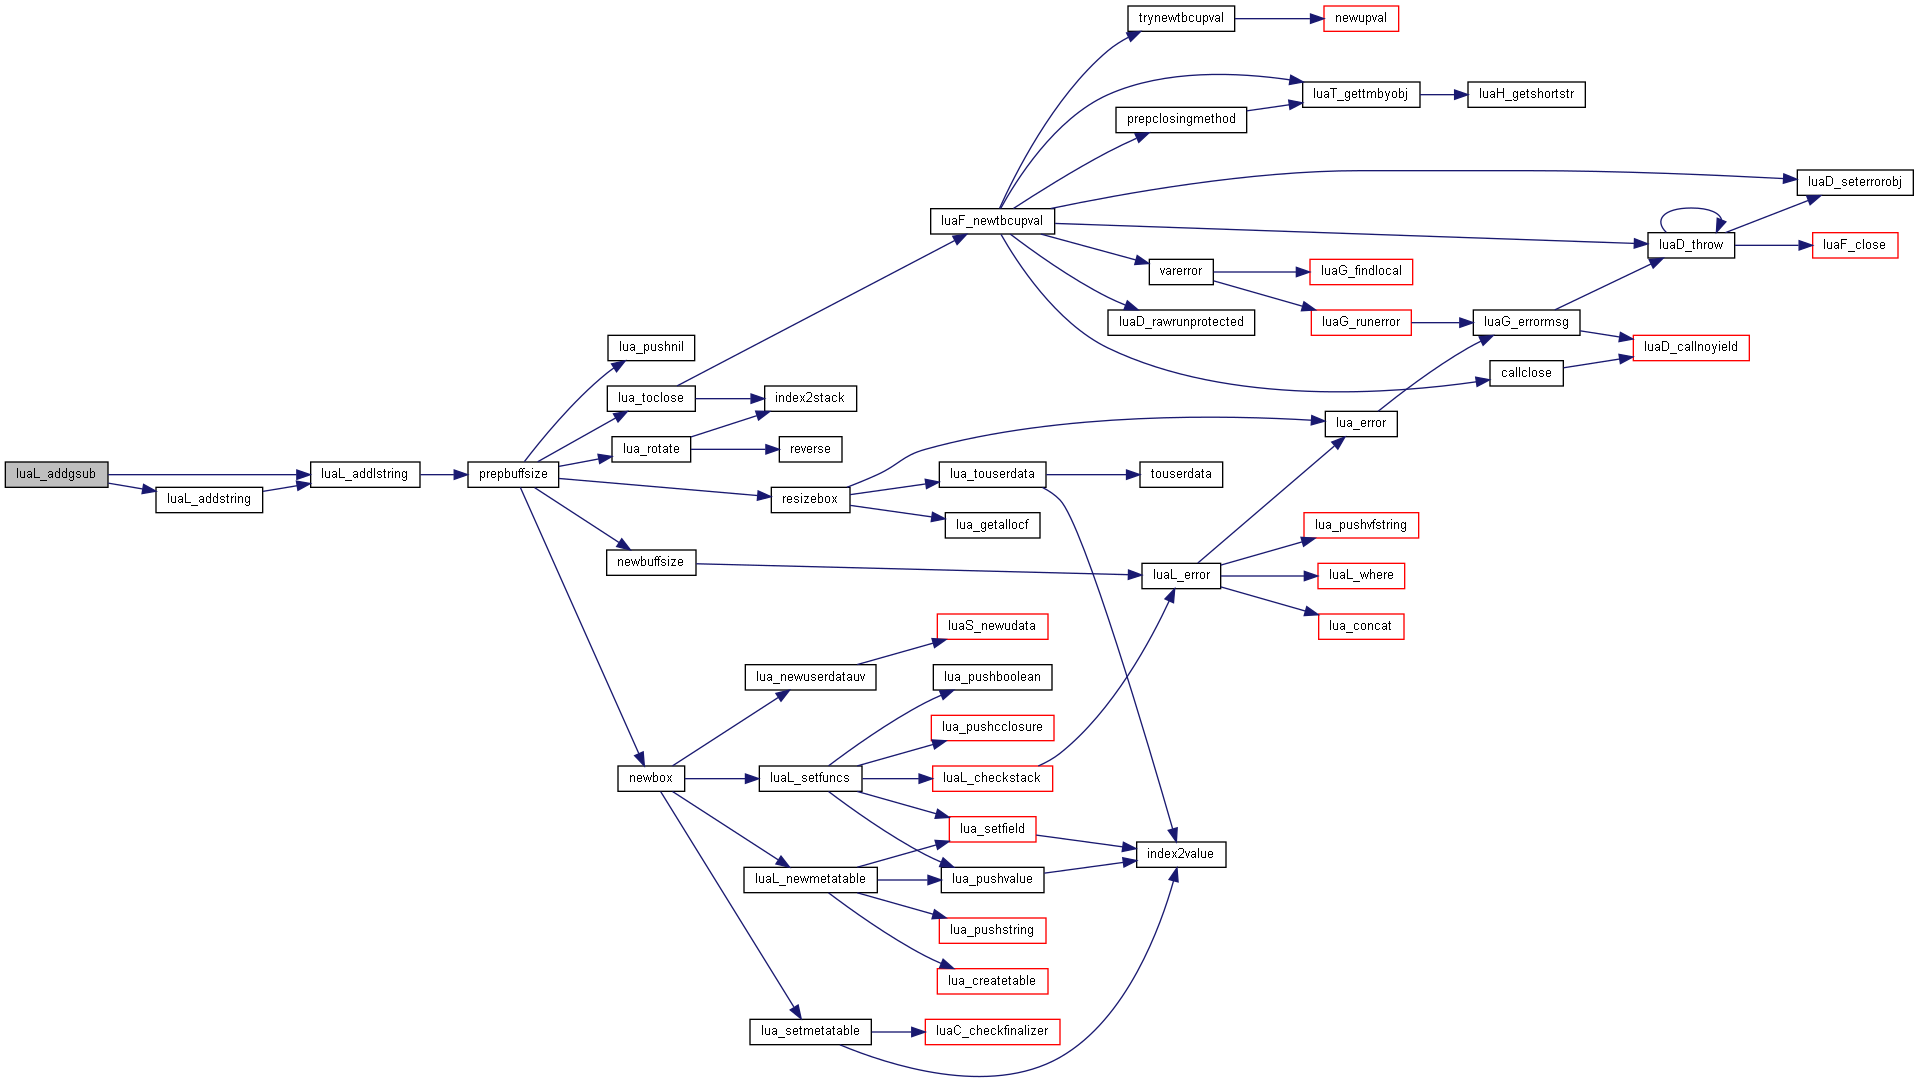 trynewtbcupval
newupval
luaT_gettmbyobj
luaH_getshortstr
prepclosingmethod
luaD_seterrorobj
luaF_newtbcupval
luaD_throw
luaF_close
varerror
luaG_findlocal
luaD_rawrunprotected
luaG_runerror
luaG_errormsg
luaD_callnoyield
callclose
lua_pushnil
lua_toclose
index2stack
lua_error
lua_rotate
reverse
luaL_addgsub
luaL_addstring
luaL_addlstring
prepbuffsize
resizebox
lua_touserdata
touserdata
lua_getallocf
lua_pushvfstring
newbuffsize
luaL_error
luaL_where
lua_concat
luaS_newudata
lua_newuserdatauv
lua_pushboolean
lua_pushcclosure
newbox
luaL_setfuncs
luaL_checkstack
lua_setfield
index2value
luaL_newmetatable
lua_pushvalue
lua_pushstring
lua_createtable
lua_setmetatable
luaC_checkfinalizer